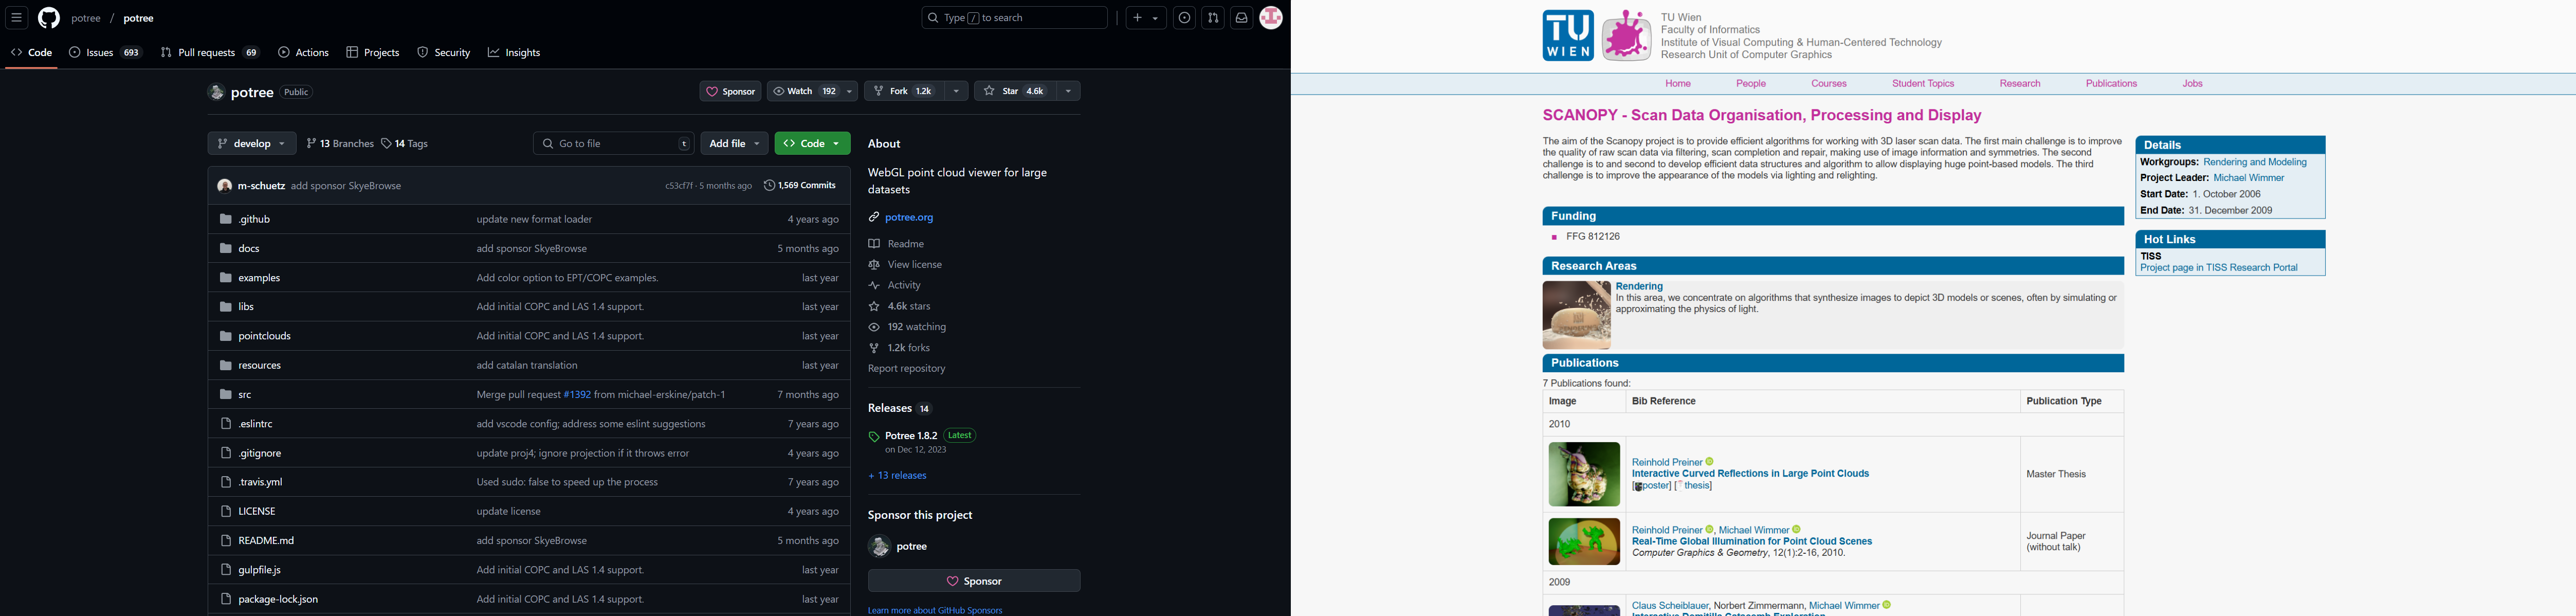 potree / potree
Type / to search
Code
Issues 693
Pull requests 69
Actions
Projects
Security
Insights
potree Public
Sponsor
Watch 192
Fork 1.2k
Star 4.6k
develop
13 Branches
14 Tags
Go to file t
Add file
Code
m-schuetz add sponsor SkyeBrowse c53cf7f · 5 months ago 1,569 Commits
.github update new format loader 4 years ago
docs add sponsor SkyeBrowse 5 months ago
examples Add color option to EPT/COPC examples. last year
libs Add initial COPC and LAS 1.4 support. last year
pointclouds Add initial COPC and LAS 1.4 support. last year
resources add catalan translation last year
src Merge pull request #1392 from michael-erskine/patch-1 7 months ago
.eslintrc add vscode config; address some eslint suggestions 7 years ago
.gitignore update proj4; ignore projection if it throws error 4 years ago
.travis.yml Used sudo: false to speed up the process 7 years ago
LICENSE update license 4 years ago
README.md add sponsor SkyeBrowse 5 months ago
gulpfile.js Add initial COPC and LAS 1.4 support. last year
package-lock.json Add initial COPC and LAS 1.4 support. last year
About
WebGL point cloud viewer for large
datasets
potree.org
Readme
View license
Activity
4.6k stars
192 watching
1.2k forks
Report repository
Releases 14
Potree 1.8.2 Latest
on Dec 12, 2023
+ 13 releases
Sponsor this project
potree
Sponsor
Learn more about GitHub Sponsors
TU
WIEN
TU Wien
Faculty of Informatics
Institute of Visual Computing & Human-Centered Technology
Research Unit of Computer Graphics
Home People Courses Student Topics Research Publications Jobs
SCANOPY - Scan Data Organisation, Processing and Display
The aim of the Scanopy project is to provide efficient algorithms for working with 3D laser scan data. The first main challenge is to improve
the quality of raw scan data via filtering, scan completion and repair, making use of image information and symmetries. The second
challenge is to and second to develop efficient data structures and algorithm to allow displaying huge point-based models. The third
challenge is to improve the appearance of the models via lighting and relighting.
Funding
FFG 812126
Research Areas
Rendering
In this area, we concentrate on algorithms that synthesize images to depict 3D models or scenes, often by simulating or
approximating the physics of light.
Publications
7 Publications found:
Image Bib Reference Publication Type
2010
Reinhold Preiner
Interactive Curved Reflections in Large Point Clouds
[poster] [thesis]
Master Thesis
Reinhold Preiner, Michael Wimmer
Real-Time Global Illumination for Point Cloud Scenes
Computer Graphics & Geometry, 12(1):2-16, 2010.
Journal Paper
(without talk)
2009
Claus Scheiblauer, Norbert Zimmermann, Michael Wimmer
Details
Workgroups: Rendering and Modeling
Project Leader: Michael Wimmer
Start Date: 1. October 2006
End Date: 31. December 2009
Hot Links
TISS
Project page in TISS Research Portal